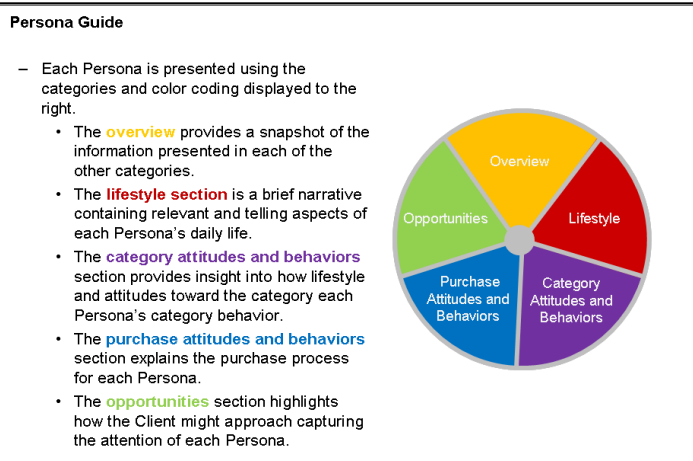 Persona Guide
– Each Persona is presented using the
categories and color coding displayed to the
right.
• The overview provides a snapshot of the
information presented in each of the
other categories.
• The lifestyle section is a brief narrative
containing relevant and telling aspects of
each Persona's daily life.
• The category attitudes and behaviors
section provides insight into how lifestyle
and attitudes toward the category each
Persona's category behavior.
• The purchase attitudes and behaviors
section explains the purchase process
for each Persona.
• The opportunities section highlights
how the Client might approach capturing
the attention of each Persona.
Overview
Opportunities
Lifestyle
Purchase
Attitudes and
Behaviors
Category
Attitudes and
Behaviors